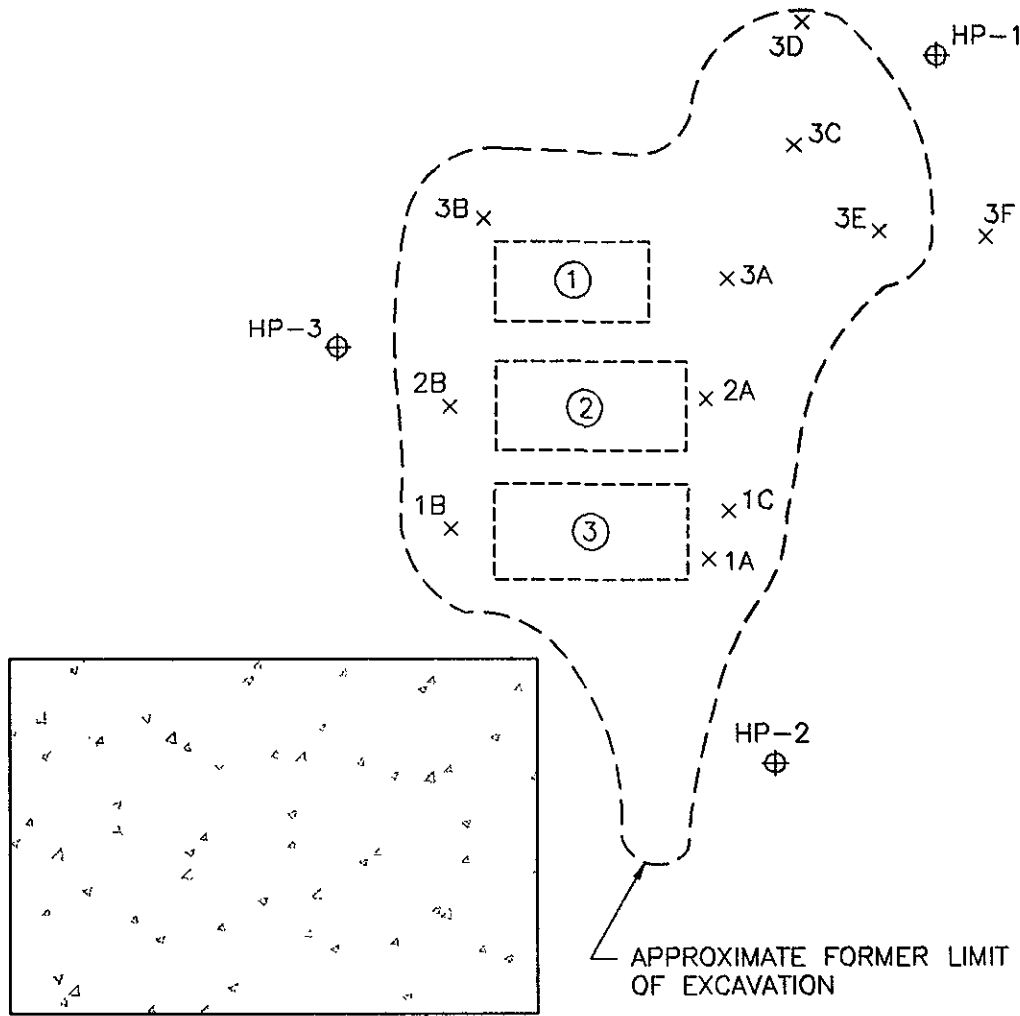 3D
HP-1
3C
3B
3E
3F
1
3A
HP-3
2B
2
2A
1B
3
1C
1A
HP-2
APPROXIMATE FORMER LIMIT
OF EXCAVATION